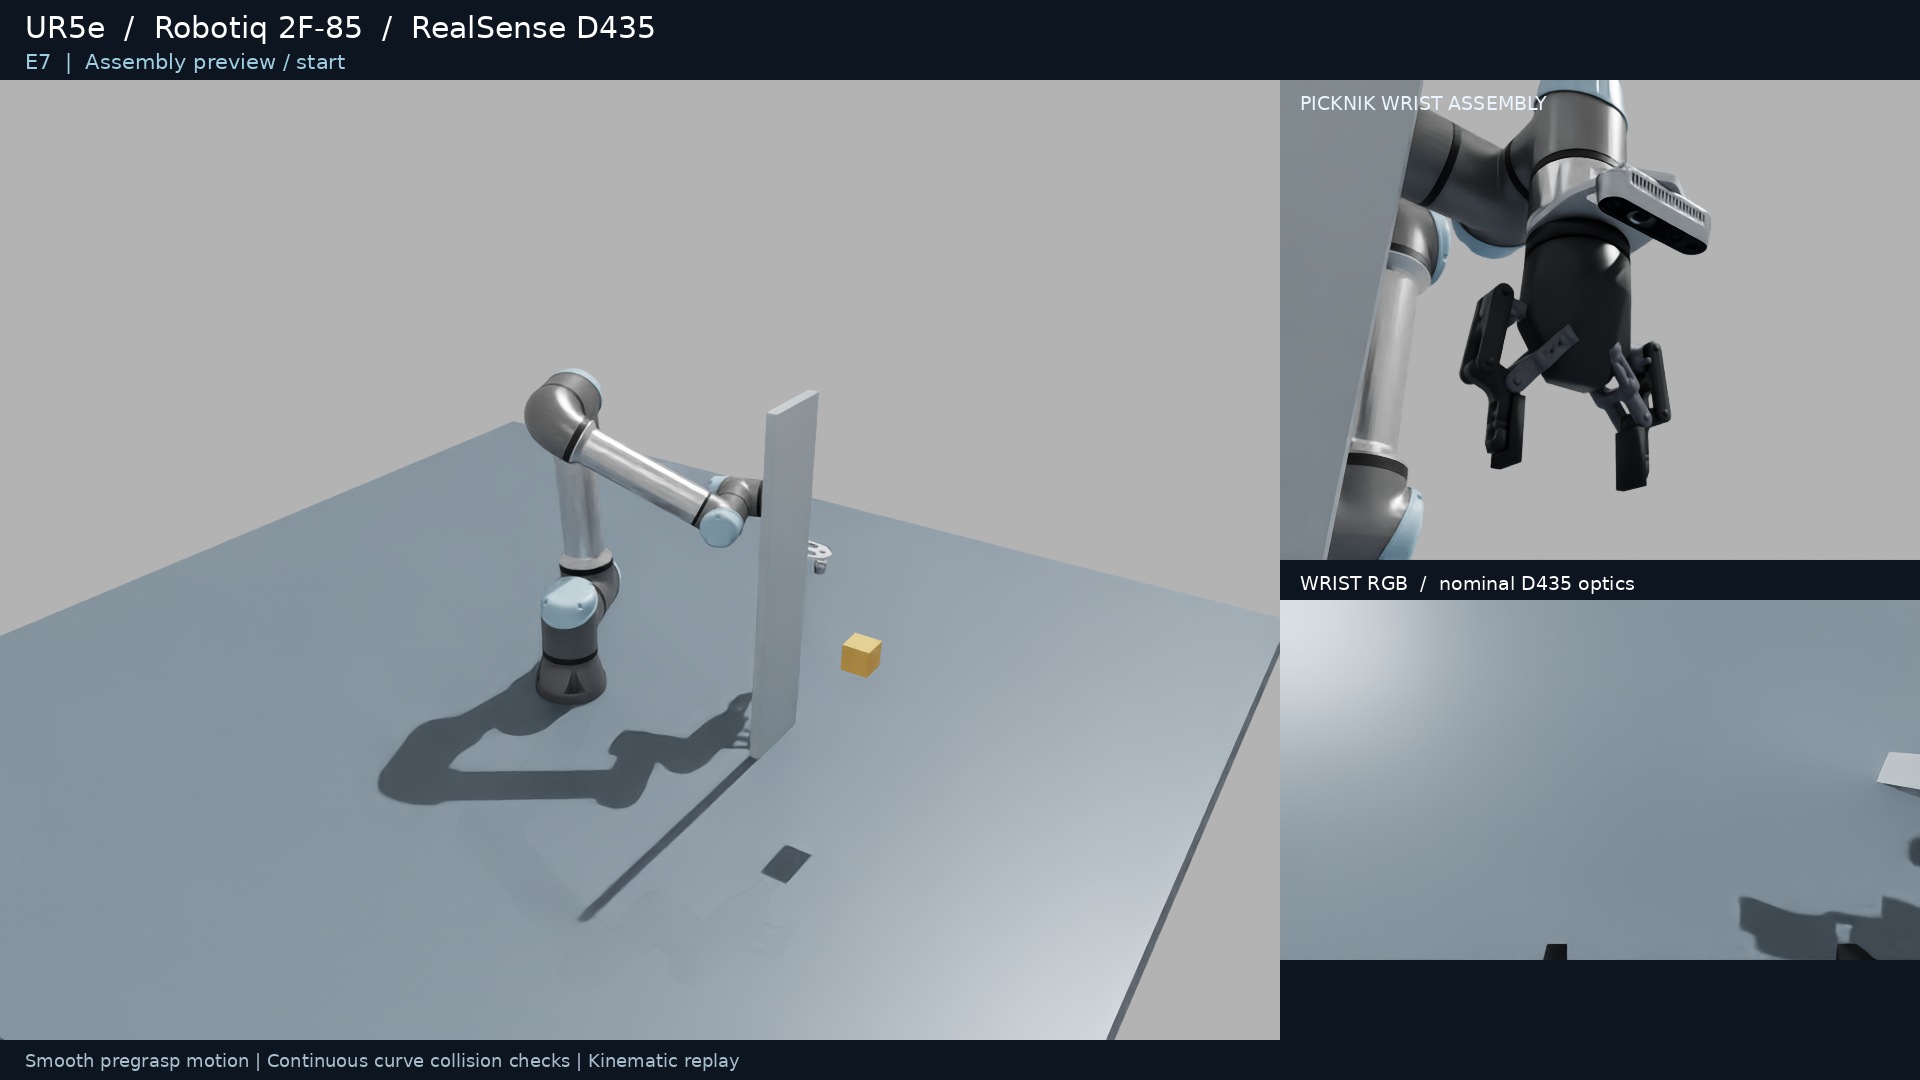 UR5e / Robotiq 2F-85 / RealSense D435
E7 | Assembly preview / start
PICKNIK WRIST ASSEMBLY
WRIST RGB / nominal D435 optics
Smooth pregrasp motion | Continuous curve collision checks | Kinematic replay